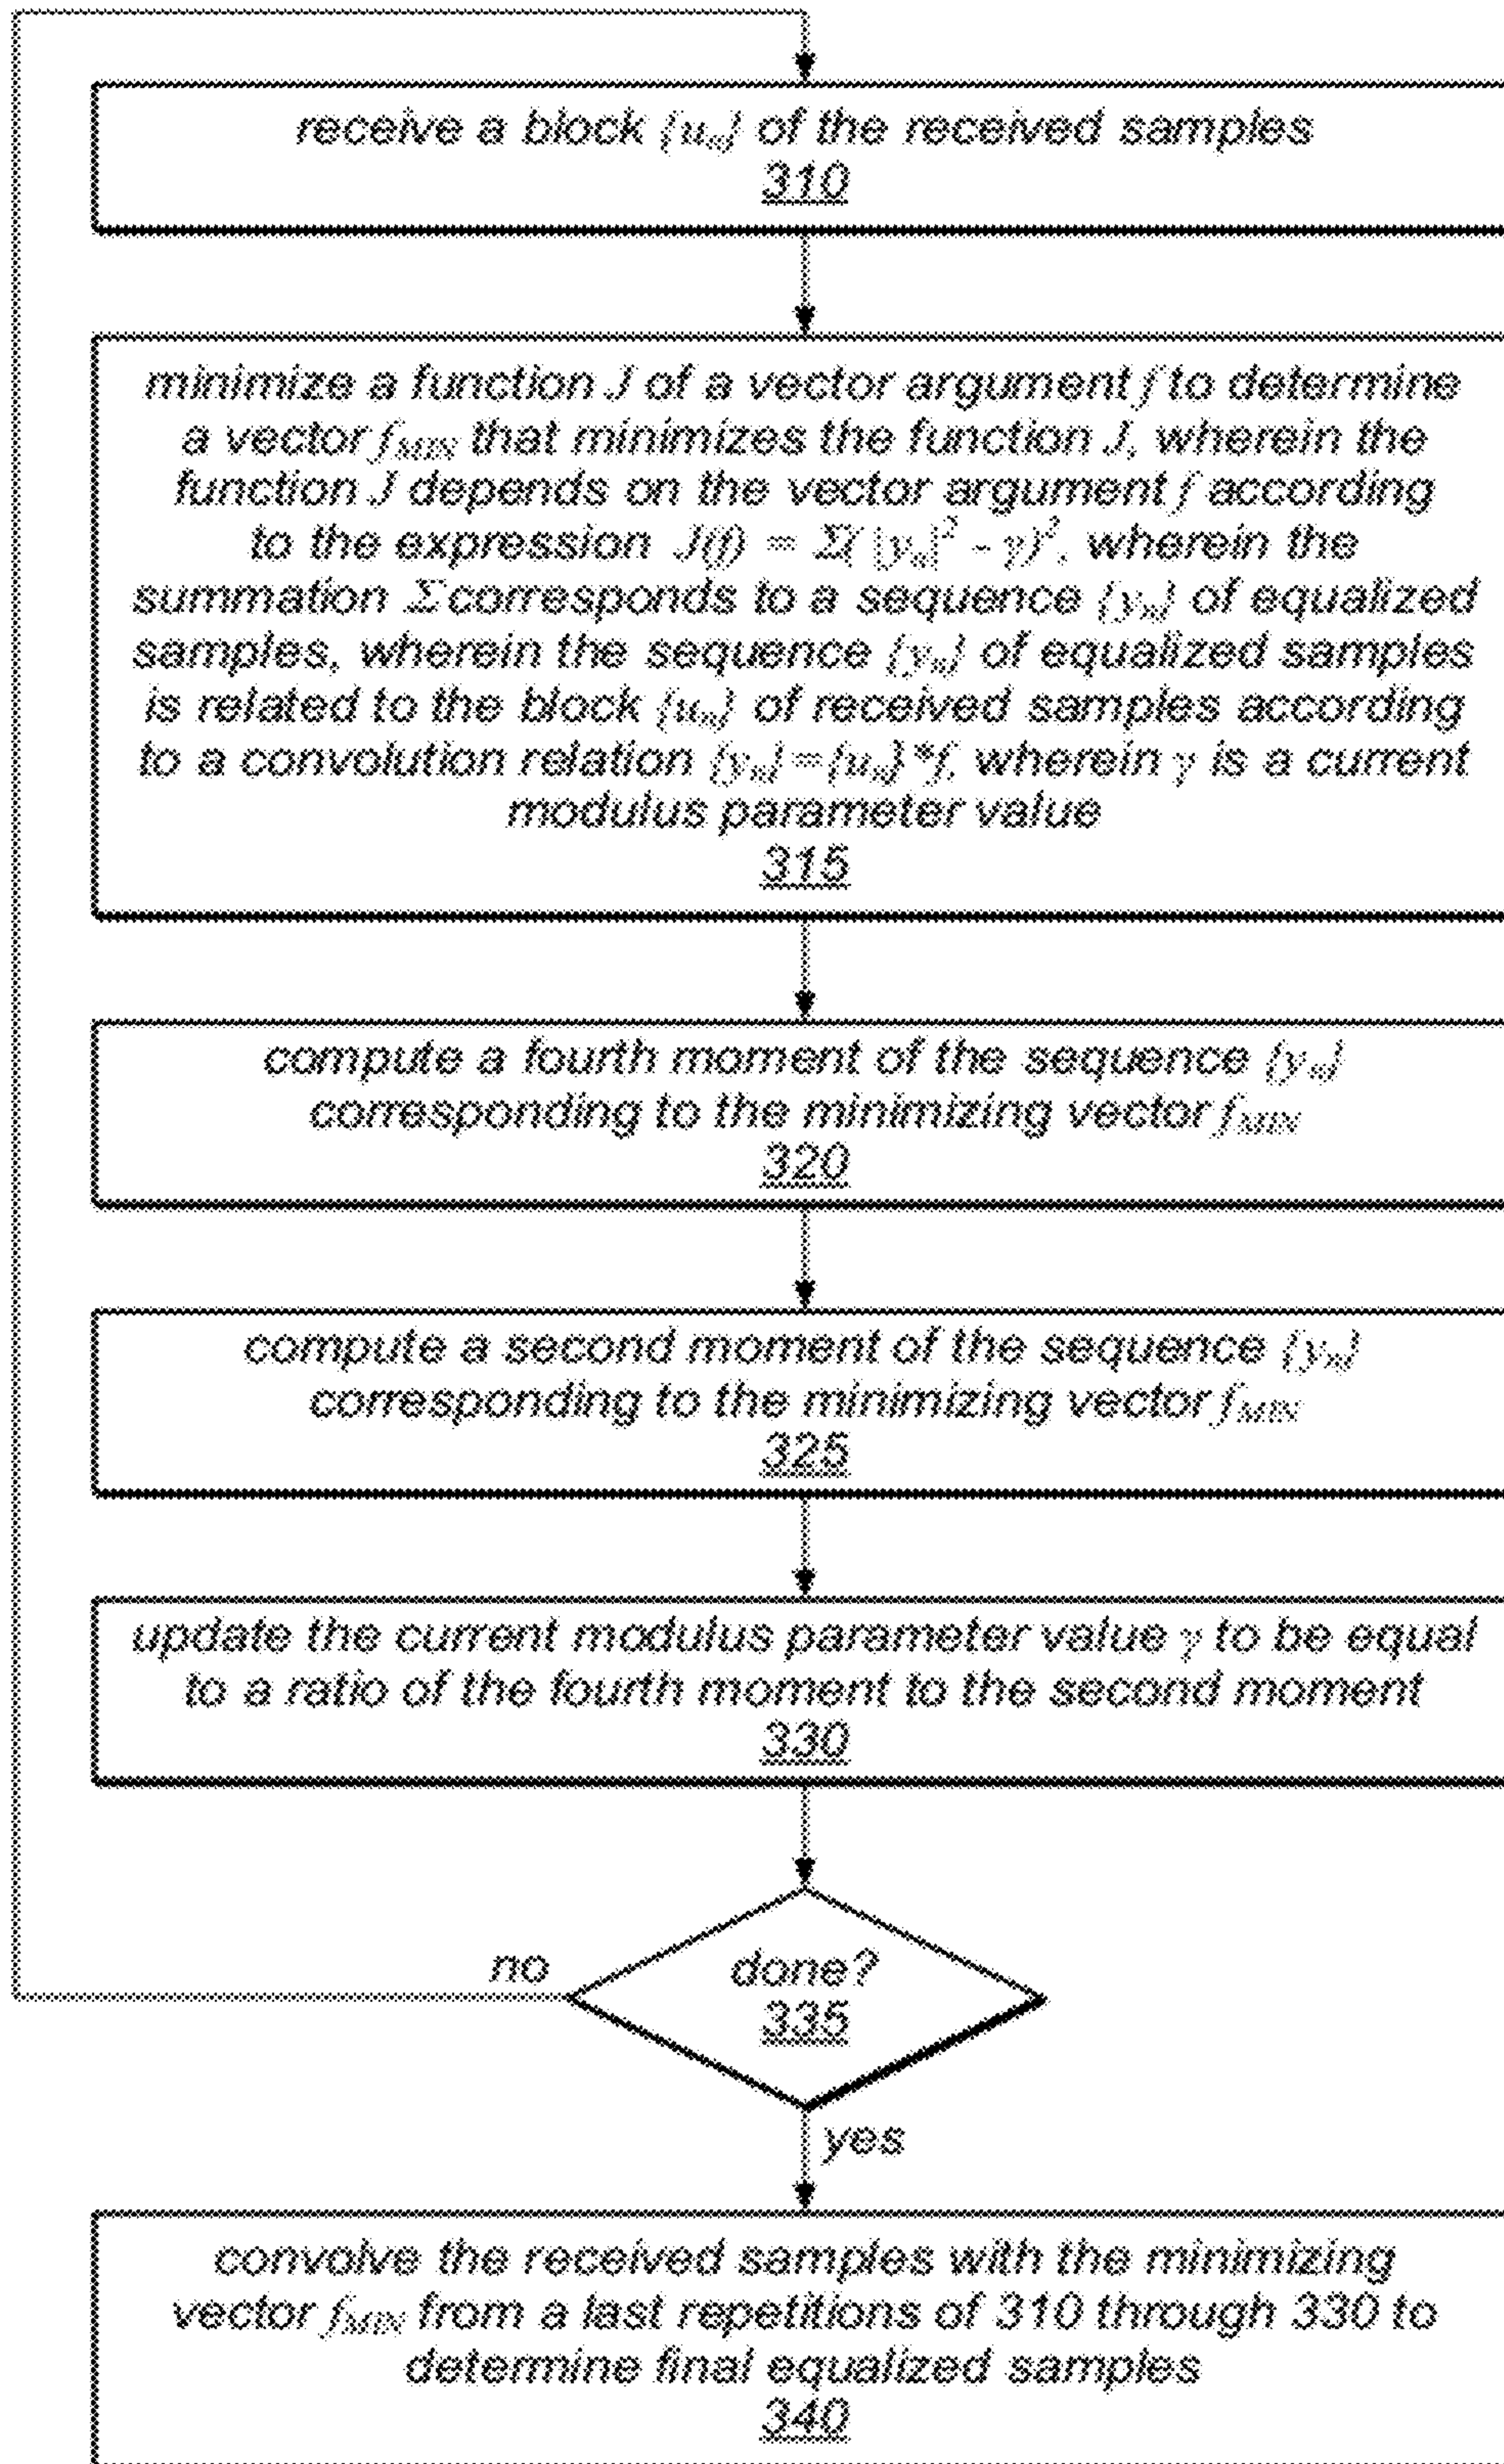 receive a block {uₙ} of the received samples
310
minimize a function J of a vector argument f to determine
a vector f_MIN that minimizes the function J, wherein the
function J depends on the vector argument f according
to the expression J(f) = Σ( |yₙ|² - γ)², wherein the
summation Σ corresponds to a sequence {yₙ} of equalized
samples, wherein the sequence {yₙ} of equalized samples
is related to the block {uₙ} of received samples according
to a convolution relation {yₙ}={uₙ}*f, wherein γ is a current
modulus parameter value
315
compute a fourth moment of the sequence {yₙ}
corresponding to the minimizing vector f_MIN
320
compute a second moment of the sequence {yₙ}
corresponding to the minimizing vector f_MIN
325
update the current modulus parameter value γ to be equal
to a ratio of the fourth moment to the second moment
330
no
done?
335
yes
convolve the received samples with the minimizing
vector f_MIN from a last repetitions of 310 through 330 to
determine final equalized samples
340